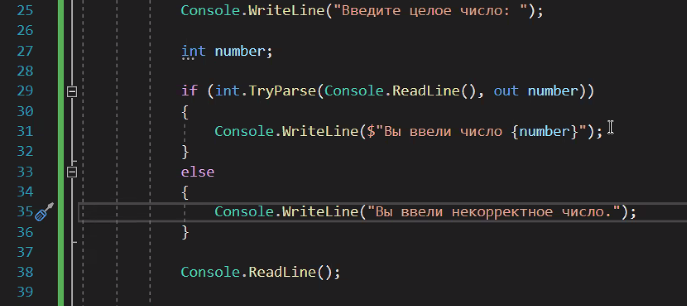 25 Console.WriteLine("Введите целое число: ");
26
27 int number;
28
29 if (int.TryParse(Console.ReadLine(), out number))
30 {
31 Console.WriteLine($"Вы ввели число {number}");
32 }
33 else
34 {
35 Console.WriteLine("Вы ввели некорректное число.");
36 }
37
38 Console.ReadLine();
39